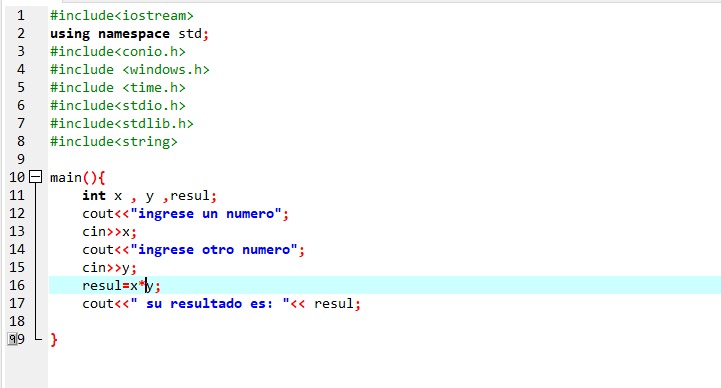 1 #include<iostream>
2 using namespace std;
3 #include<conio.h>
4 #include <windows.h>
5 #include <time.h>
6 #include<stdio.h>
7 #include<stdlib.h>
8 #include<string>
9
10 main(){
11 int x , y ,resul;
12 cout<<"ingrese un numero";
13 cin>>x;
14 cout<<"ingrese otro numero";
15 cin>>y;
16 resul=x*y;
17 cout<<" su resultado es: "<< resul;
18
99 }